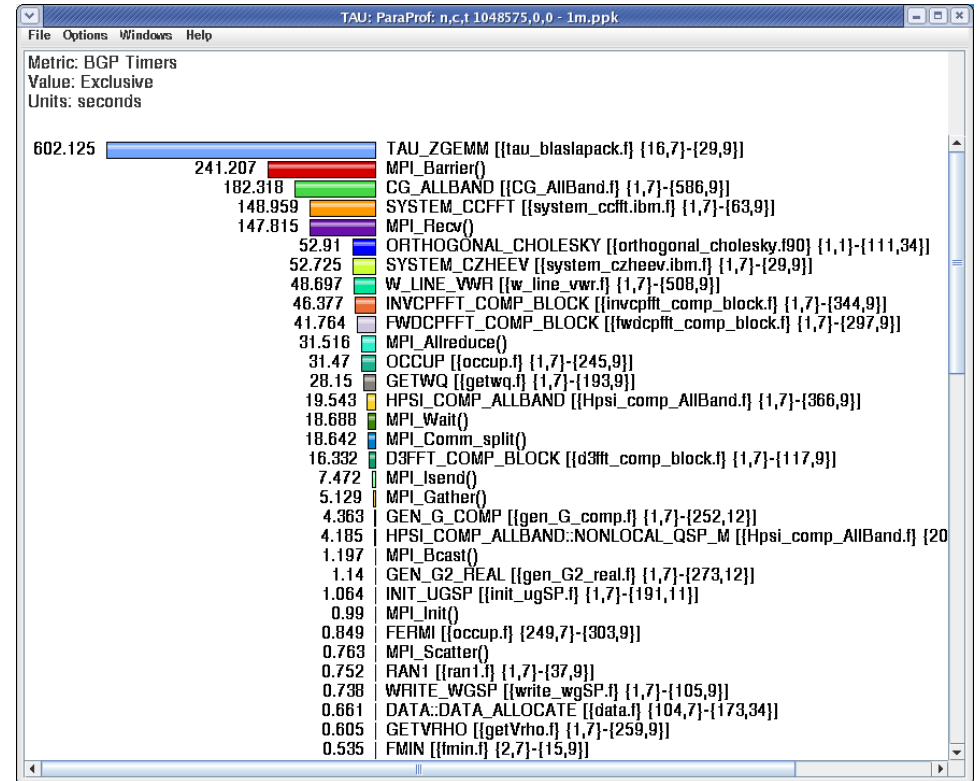 TAU: ParaProf: n,c,t 1048575,0,0 - 1m.ppk
File Options Windows Help
Metric: BGP Timers
Value: Exclusive
Units: seconds
602.125 TAU_ZGEMM [{tau_blaslapack.f} {16,7}-{29,9}]
241.207 MPI_Barrier()
182.318 CG_ALLBAND [{CG_AllBand.f} {1,7}-{586,9}]
148.959 SYSTEM_CCFFT [{system_ccfft.ibm.f} {1,7}-{63,9}]
147.815 MPI_Recv()
52.91 ORTHOGONAL_CHOLESKY [{orthogonal_cholesky.f90} {1,1}-{111,34}]
52.725 SYSTEM_CZHEEV [{system_czheev.ibm.f} {1,7}-{29,9}]
48.697 W_LINE_VWR [{w_line_vwr.f} {1,7}-{508,9}]
46.377 INVCPFFT_COMP_BLOCK [{invcpfft_comp_block.f} {1,7}-{344,9}]
41.764 FWDCPFFT_COMP_BLOCK [{fwdcpfft_comp_block.f} {1,7}-{297,9}]
31.516 MPI_Allreduce()
31.47 OCCUP [{occup.f} {1,7}-{245,9}]
28.15 GETWQ [{getwq.f} {1,7}-{193,9}]
19.543 HPSI_COMP_ALLBAND [{Hpsi_comp_AllBand.f} {1,7}-{366,9}]
18.688 MPI_Wait()
18.642 MPI_Comm_split()
16.332 D3FFT_COMP_BLOCK [{d3fft_comp_block.f} {1,7}-{117,9}]
7.472 MPI_Isend()
5.129 MPI_Gather()
4.363 GEN_G_COMP [{gen_G_comp.f} {1,7}-{252,12}]
4.185 HPSI_COMP_ALLBAND::NONLOCAL_QSP_M [{Hpsi_comp_AllBand.f} {20
1.197 MPI_Bcast()
1.14 GEN_G2_REAL [{gen_G2_real.f} {1,7}-{273,12}]
1.064 INIT_UGSP [{init_ugSP.f} {1,7}-{191,11}]
0.99 MPI_Init()
0.849 FERMI [{occup.f} {249,7}-{303,9}]
0.763 MPI_Scatter()
0.752 RAN1 [{ran1.f} {1,7}-{37,9}]
0.738 WRITE_WGSP [{write_wgSP.f} {1,7}-{105,9}]
0.661 DATA::DATA_ALLOCATE [{data.f} {104,7}-{173,34}]
0.605 GETVRHO [{getVrho.f} {1,7}-{259,9}]
0.535 FMIN [{fmin.f} {2,7}-{15,9}]